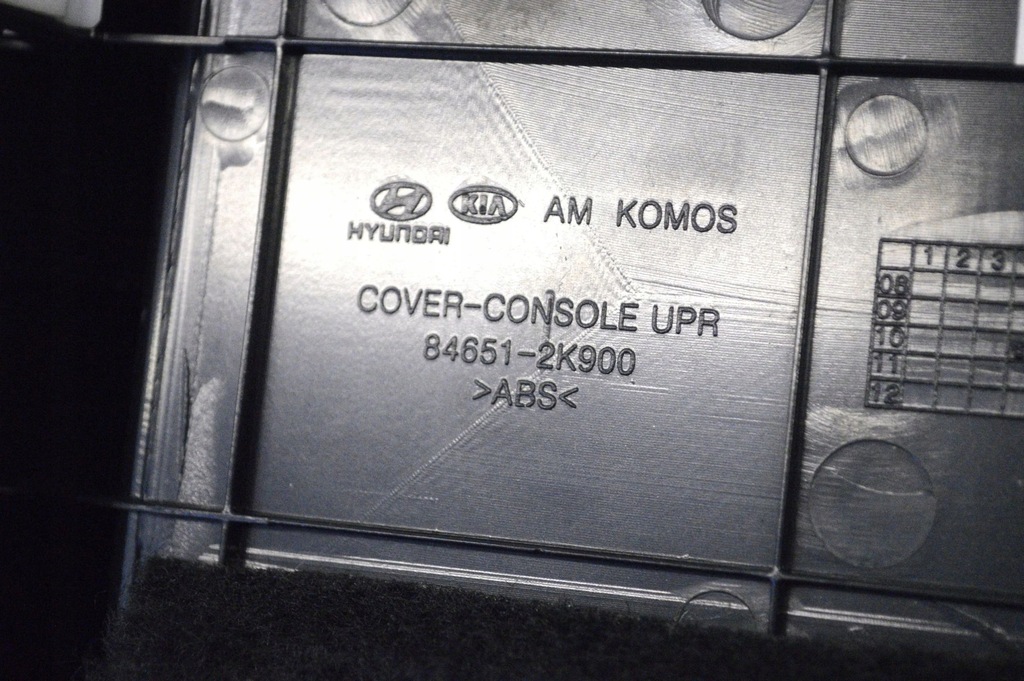 HYUNDAI KIA AM KOMOS
COVER-CONSOLE UPR
84651-2K900
>ABS<
1 2 3
08
09
10
11
12